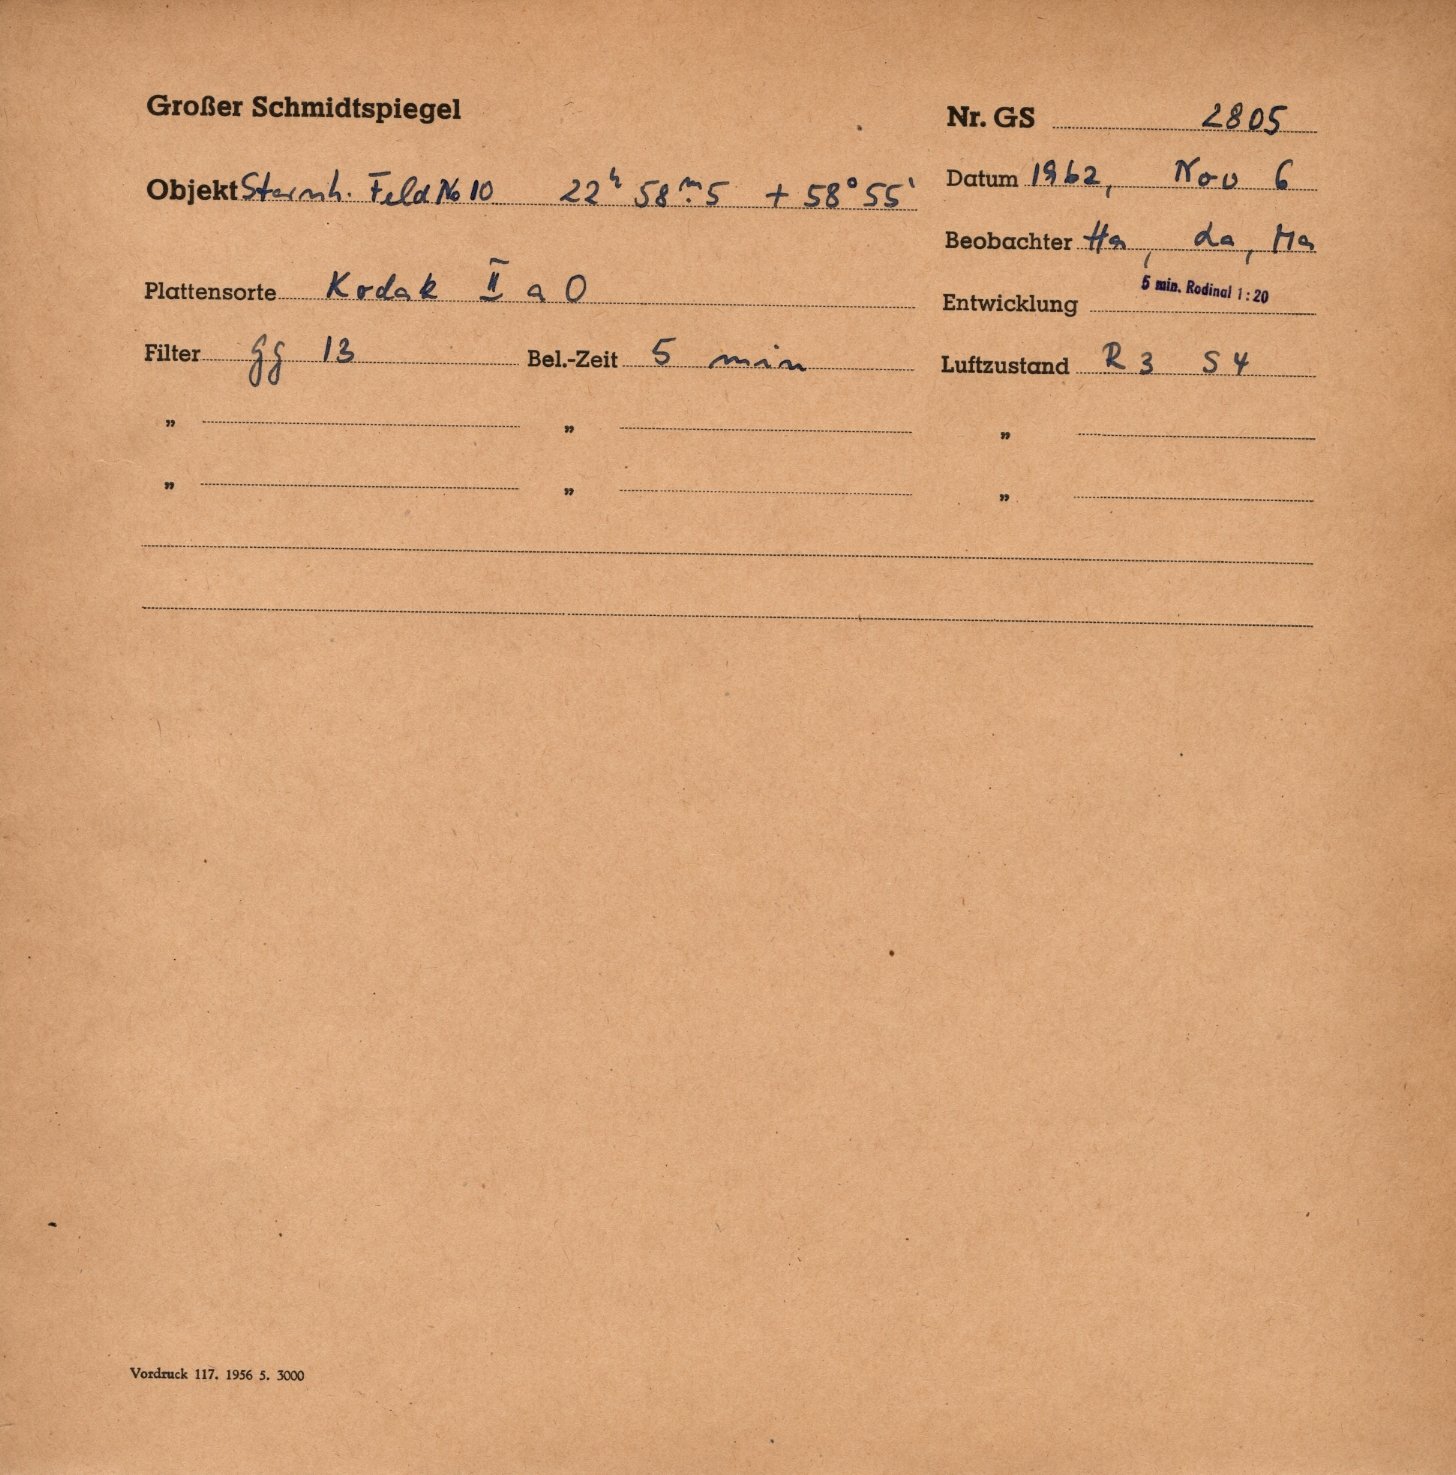 Großer Schmidtspiegel
Nr. GS 2805
Objekt Sternh. Feld No 10 22ʰ 58ᵐ.5 + 58° 55'
Datum 1962, Nov 6
Beobachter Ha, La, Ma
Plattensorte Kodak II a O
Entwicklung 5 min. Rodinal 1:20
Filter gg 13 Bel.-Zeit 5 min Luftzustand R 3 S 4
„ „ „
„ „ „
Vordruck 117. 1956 5. 3000